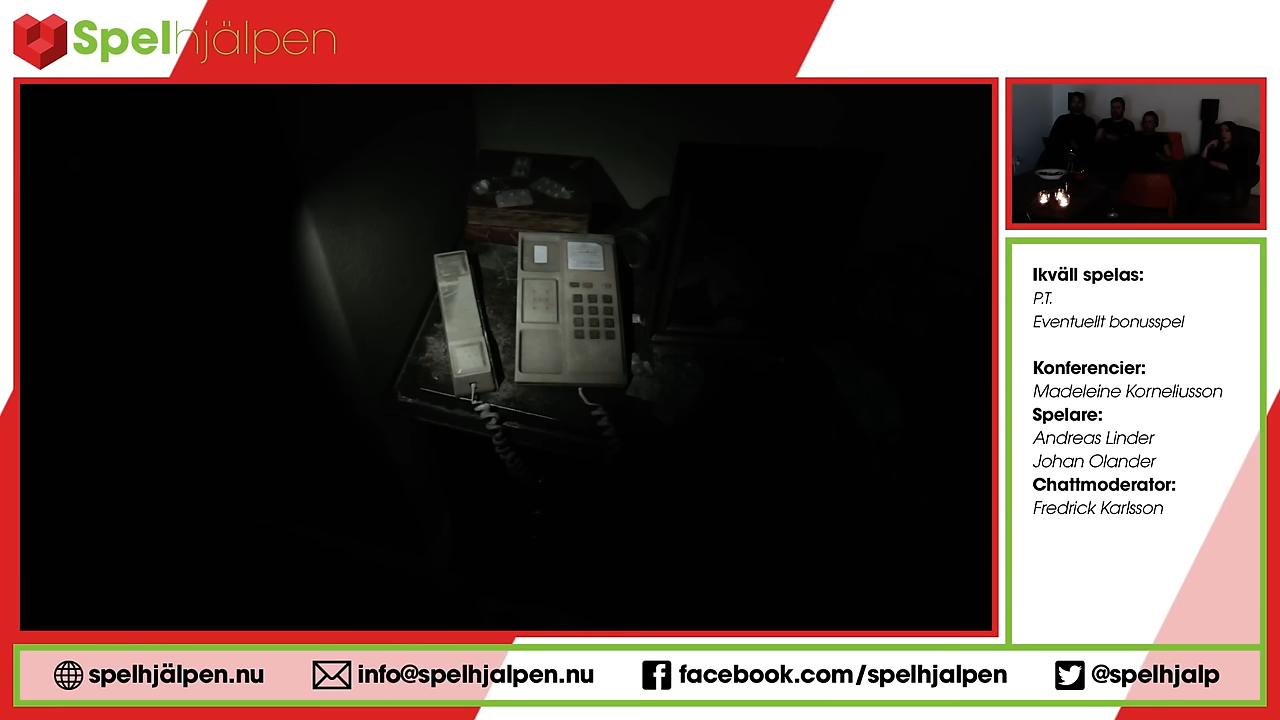 Spelhjälpen
Ikväll spelas:
P.T.
Eventuellt bonusspel
Konferencier:
Madeleine Korneliusson
Spelare:
Andreas Linder
Johan Olander
Chattmoderator:
Fredrick Karlsson
spelhjälpen.nu
info@spelhjalpen.nu
facebook.com/spelhjalpen
@spelhjalp